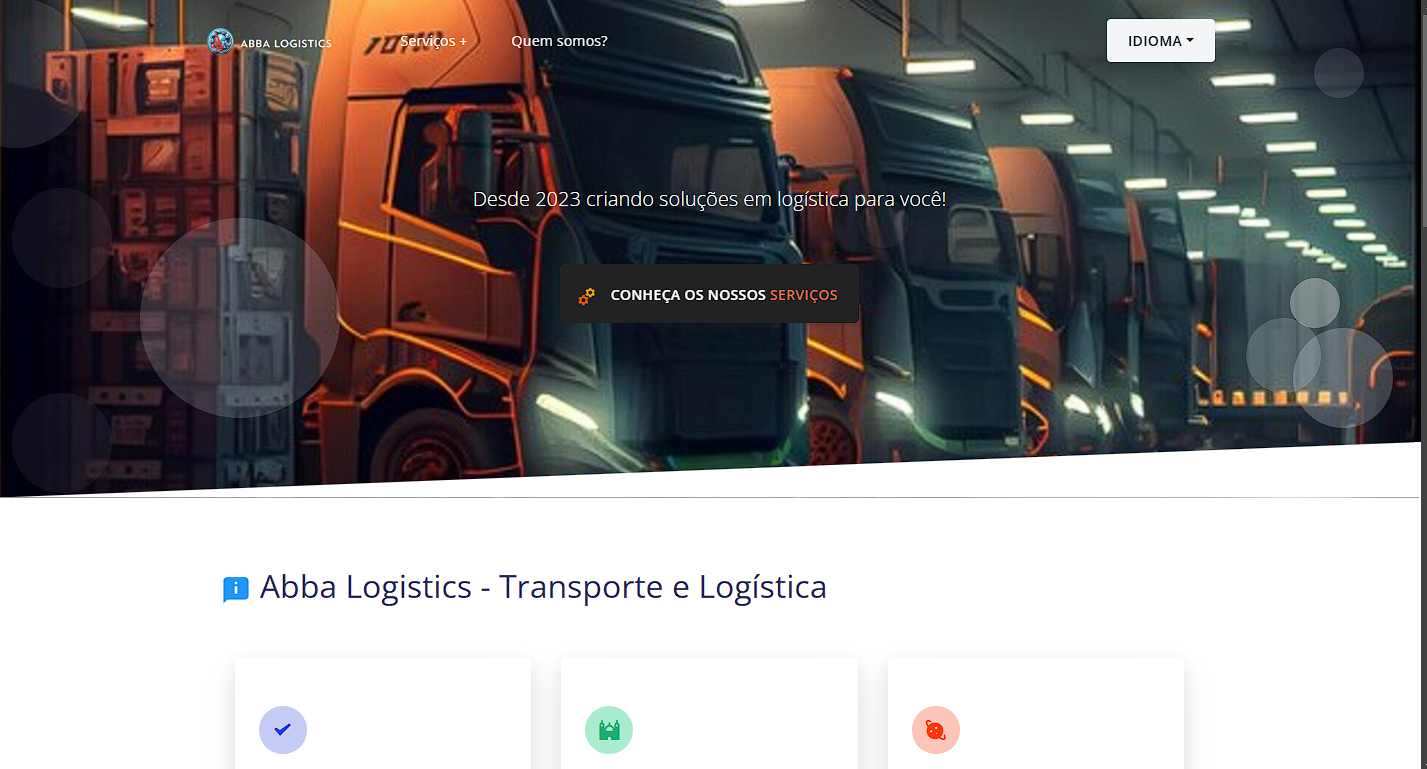 ABBA LOGISTICS
Serviços +
Quem somos?
IDIOMA
Desde 2023 criando soluções em logística para você!
CONHEÇA OS NOSSOS SERVIÇOS
Abba Logistics - Transporte e Logística